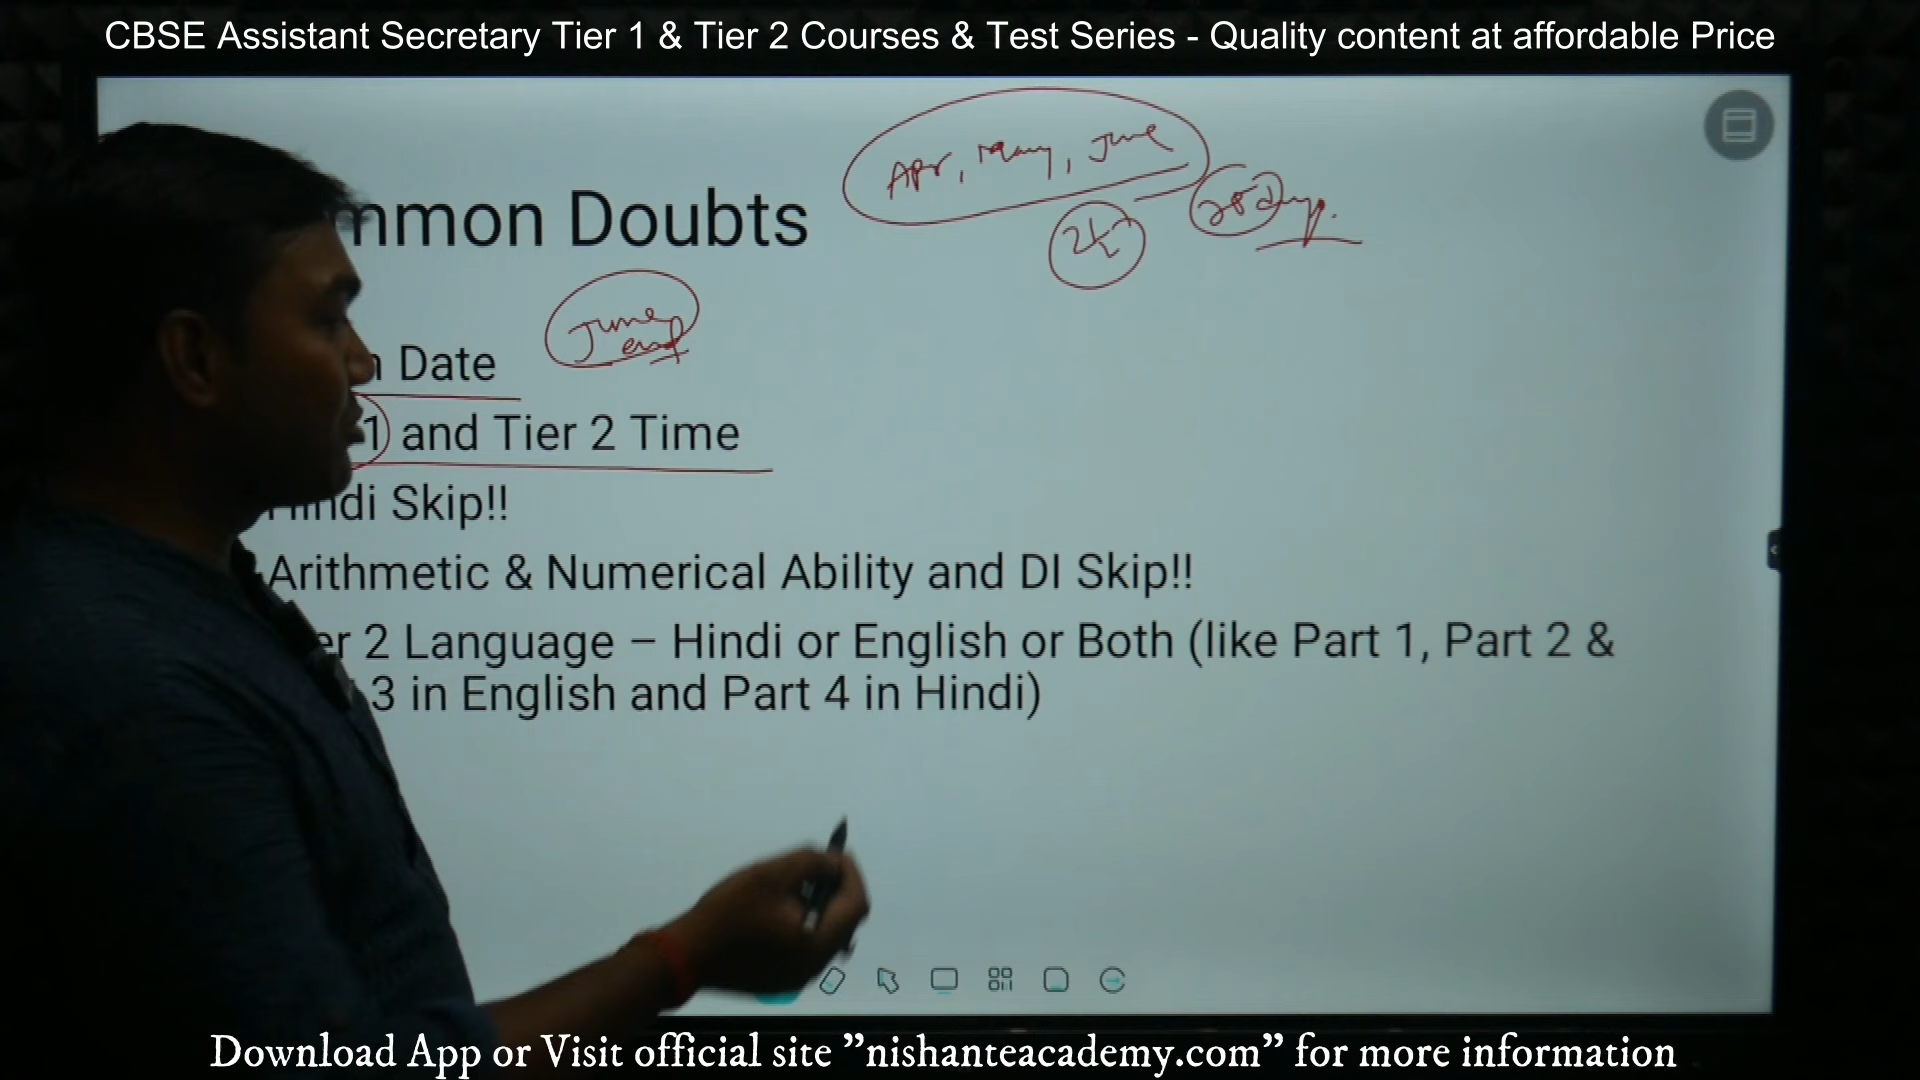 CBSE Assistant Secretary Tier 1 & Tier 2 Courses & Test Series - Quality content at affordable Price
Apr, May, June
mmon Doubts
June
end
Date
1 and Tier 2 Time
Hindi Skip!!
Arithmetic & Numerical Ability and DI Skip!!
er 2 Language – Hindi or English or Both (like Part 1, Part 2 &
3 in English and Part 4 in Hindi)
Download App or Visit official site "nishanteacademy.com" for more information